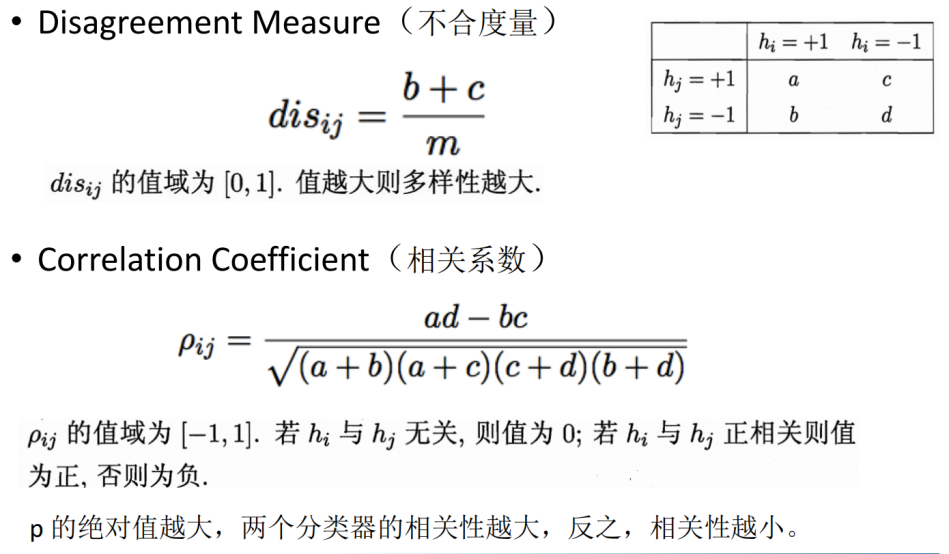 • Disagreement Measure（不合度量）
h_i = +1 h_i = −1
h_j = +1 a c
h_j = −1 b d
dis_{ij} = \frac{b + c}{m}
dis_{ij} 的值域为 [0, 1]. 值越大则多样性越大.
• Correlation Coefficient（相关系数）
ρ_{ij} = \frac{ad − bc}{\sqrt{(a + b)(a + c)(c + d)(b + d)}}
ρ_{ij} 的值域为 [−1, 1]. 若 h_i 与 h_j 无关, 则值为 0; 若 h_i 与 h_j 正相关则值
为正, 否则为负.
p 的绝对值越大，两个分类器的相关性越大，反之，相关性越小。